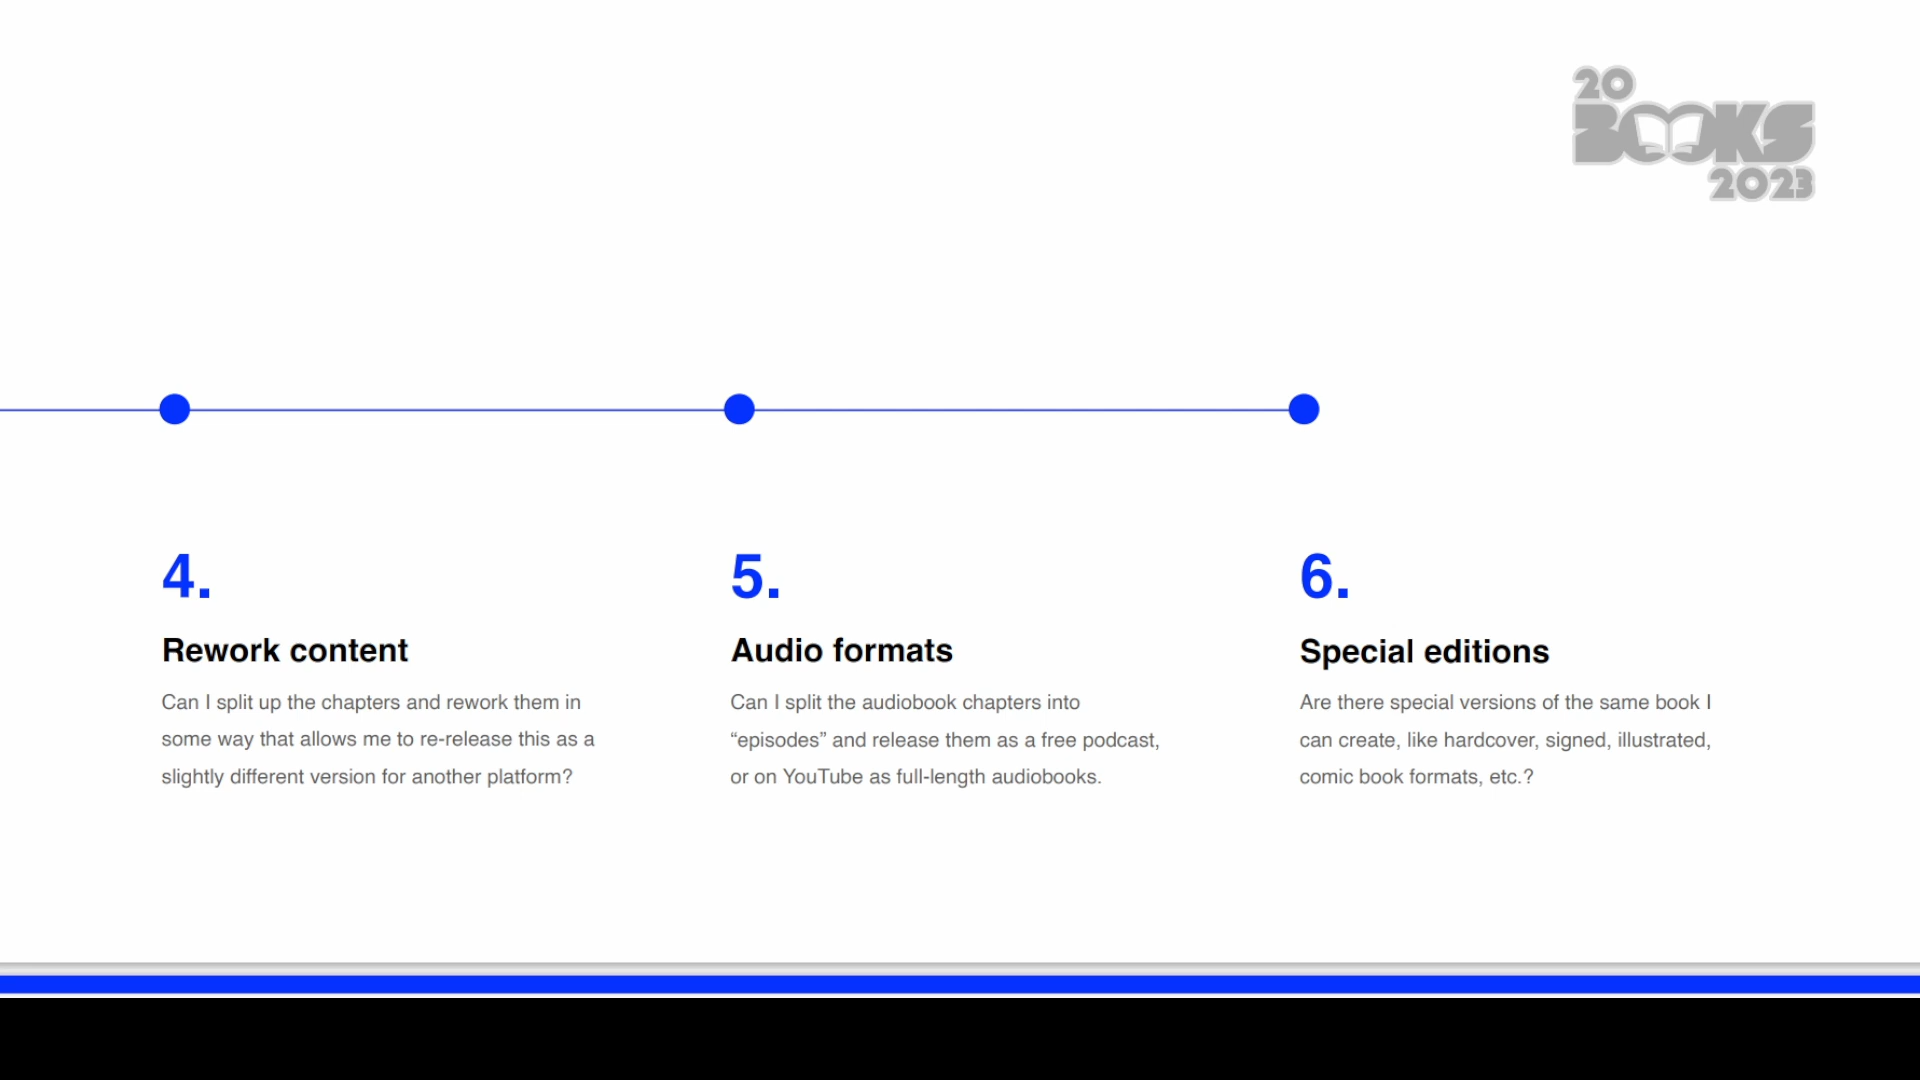 20
BOOKS
2023
4.
Rework content
Can I split up the chapters and rework them in
some way that allows me to re-release this as a
slightly different version for another platform?
5.
Audio formats
Can I split the audiobook chapters into
“episodes” and release them as a free podcast,
or on YouTube as full-length audiobooks.
6.
Special editions
Are there special versions of the same book I
can create, like hardcover, signed, illustrated,
comic book formats, etc.?